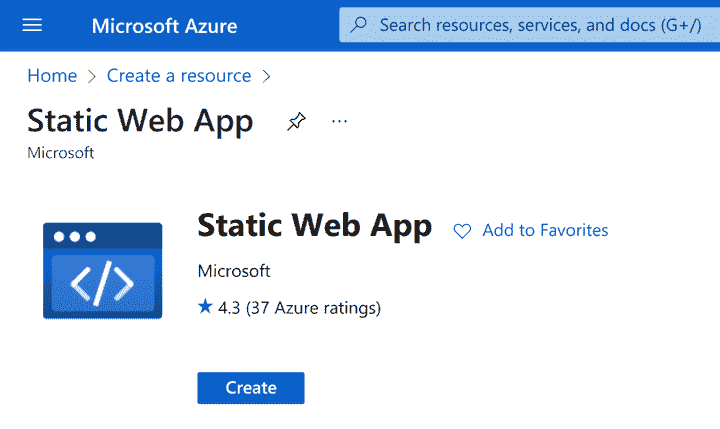 Microsoft Azure
Search resources, services, and docs (G+/)
Home > Create a resource >
Static Web App ...
Microsoft
</>
Static Web App
Add to Favorites
Microsoft
★ 4.3 (37 Azure ratings)
Create